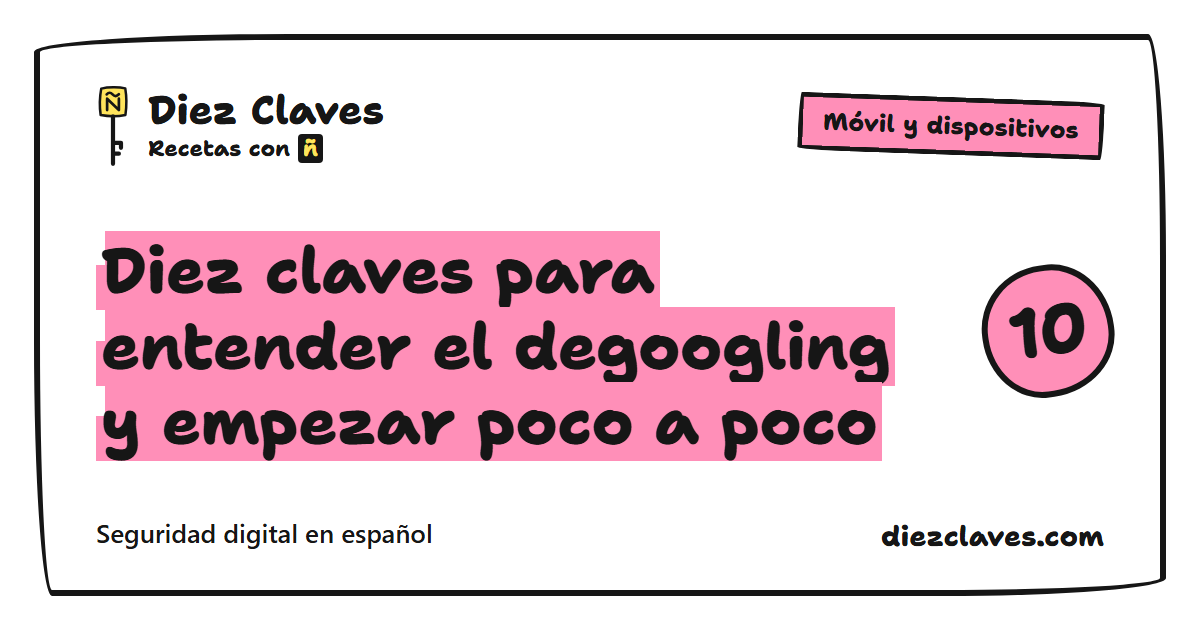 Ñ
Diez Claves
Recetas con ñ
Móvil y dispositivos
Diez claves para
entender el degoogling
y empezar poco a poco
10
Seguridad digital en español
diezclaves.com